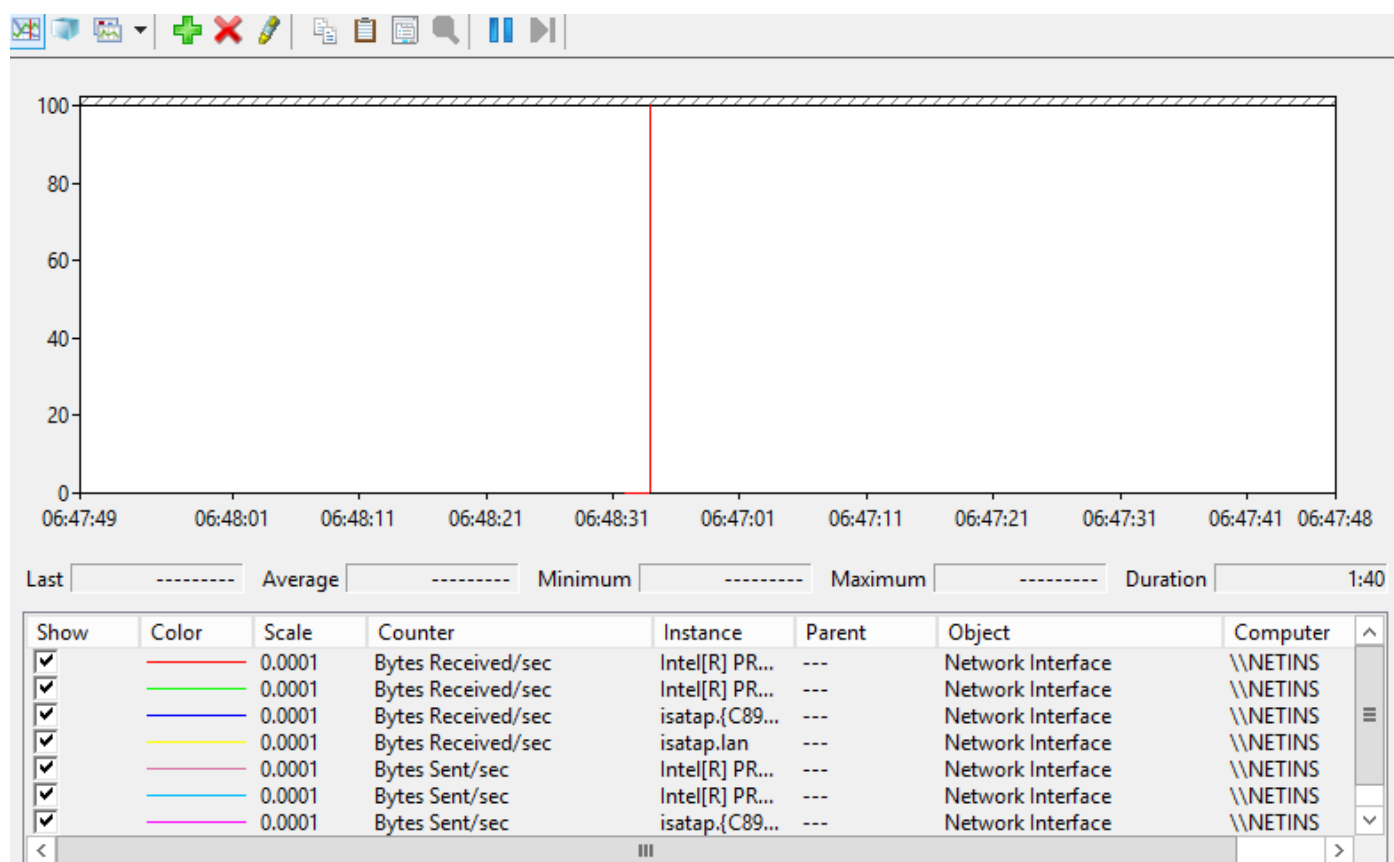 100
80
60
40
20
0
06:47:49 06:48:01 06:48:11 06:48:21 06:48:31 06:47:01 06:47:11 06:47:21 06:47:31 06:47:41 06:47:48
Last --------- Average --------- Minimum --------- Maximum --------- Duration 1:40
Show Color Scale Counter Instance Parent Object Computer
0.0001 Bytes Received/sec Intel[R] PR... --- Network Interface \\NETINS
0.0001 Bytes Received/sec Intel[R] PR... --- Network Interface \\NETINS
0.0001 Bytes Received/sec isatap.{C89... --- Network Interface \\NETINS
0.0001 Bytes Received/sec isatap.lan --- Network Interface \\NETINS
0.0001 Bytes Sent/sec Intel[R] PR... --- Network Interface \\NETINS
0.0001 Bytes Sent/sec Intel[R] PR... --- Network Interface \\NETINS
0.0001 Bytes Sent/sec isatap.{C89... --- Network Interface \\NETINS